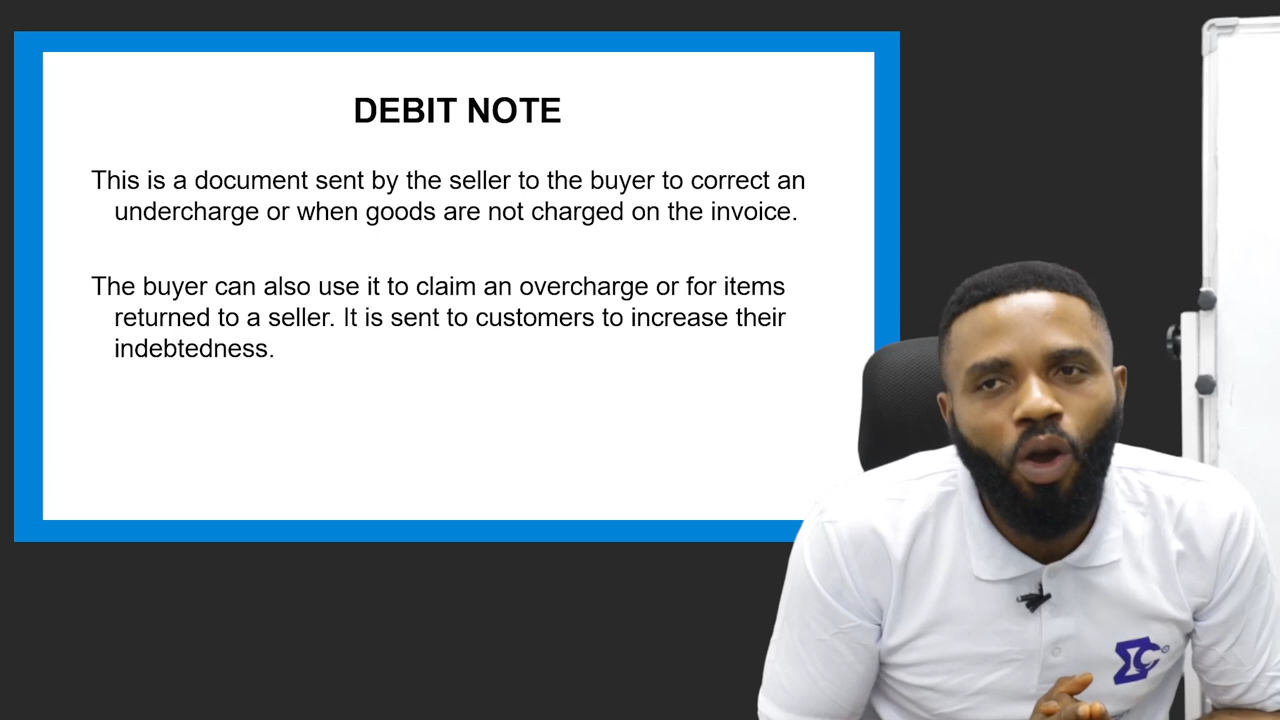 DEBIT NOTE
This is a document sent by the seller to the buyer to correct an
undercharge or when goods are not charged on the invoice.
The buyer can also use it to claim an overcharge or for items
returned to a seller. It is sent to customers to increase their
indebtedness.